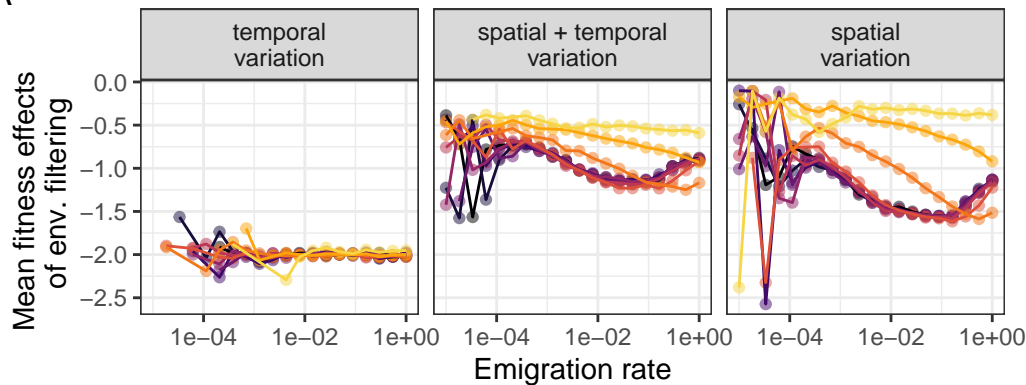 temporal
variation
spatial + temporal
variation
spatial
variation
Mean fitness effects
of env. filtering
0.0
−0.5
−1.0
−1.5
−2.0
−2.5
1e−04 1e−02 1e+00
1e−04 1e−02 1e+00
1e−04 1e−02 1e+00
Emigration rate